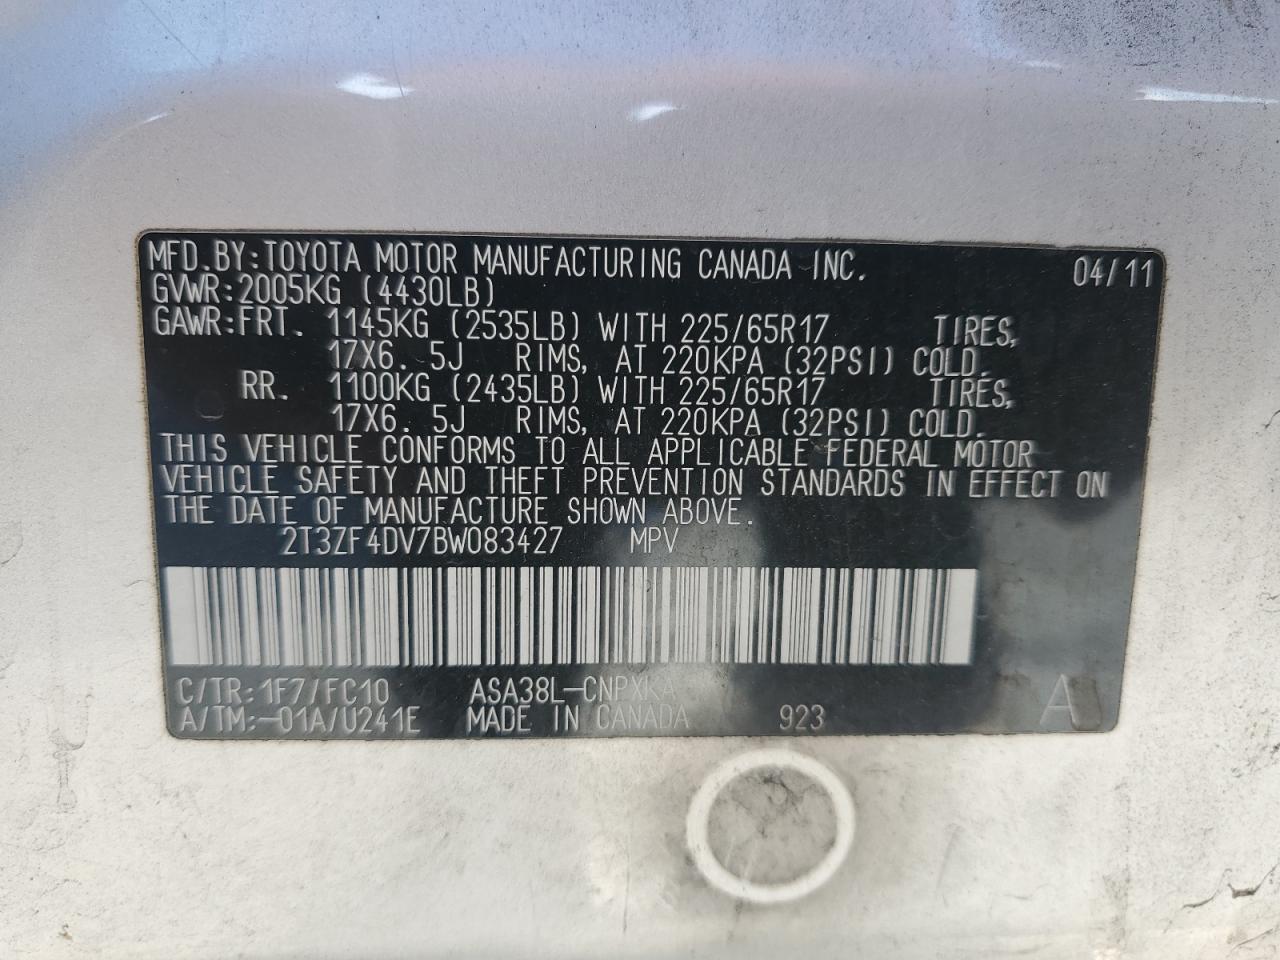 MFD.BY:TOYOTA MOTOR MANUFACTURING CANADA INC. 04/11
GVWR:2005KG (4430LB)
GAWR:FRT. 1145KG (2535LB) WITH 225/65R17 TIRES,
17X6. 5J RIMS, AT 220KPA (32PSI) COLD.
RR. 1100KG (2435LB) WITH 225/65R17 TIRES,
17X6. 5J RIMS, AT 220KPA (32PSI) COLD.
THIS VEHICLE CONFORMS TO ALL APPLICABLE FEDERAL MOTOR
VEHICLE SAFETY AND THEFT PREVENTION STANDARDS IN EFFECT ON
THE DATE OF MANUFACTURE SHOWN ABOVE.
2T3ZF4DV7BW083427 MPV
C/TR:1F7/FC10 ASA38L-CNPXKA
A/TM:-01A/U241E MADE IN CANADA 923 A